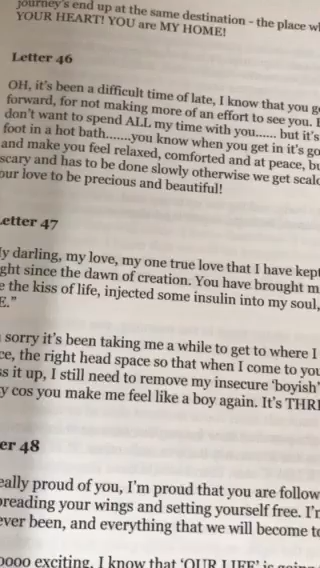 journey's end up at the same destination - the place wh
YOUR HEART! YOU are MY HOME!
Letter 46
OH, it's been a difficult time of late, I know that you g
forward, for not making more of an effort to see you.
don't want to spend ALL my time with you...... but it's
foot in a hot bath.......you know when you get in it's go
and make you feel relaxed, comforted and at peace, bu
scary and has to be done slowly otherwise we get scal
our love to be precious and beautiful!
Letter 47
My darling, my love, my one true love that I have kept
ght since the dawn of creation. You have brought m
e the kiss of life, injected some insulin into my soul,
E."
sorry it's been taking me a while to get to where I
ce, the right head space so that when I come to you
ss it up, I still need to remove my insecure 'boyish'
y cos you make me feel like a boy again. It's THR
er 48
eally proud of you, I'm proud that you are follow
preading your wings and setting yourself free. I'
ever been, and everything that we will become t
oooo exciting. I know that 'OUR LIFE' is going